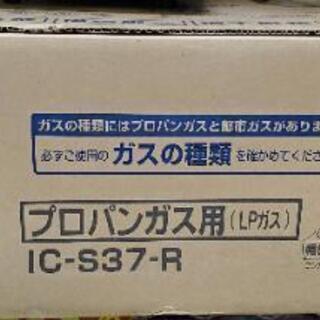 ガスの種類にはプロパンガスと都市ガスがありま
必ずご使用の ガスの種類 を確かめてくださ
プロパンガス用(LPガス)
IC-S37-R